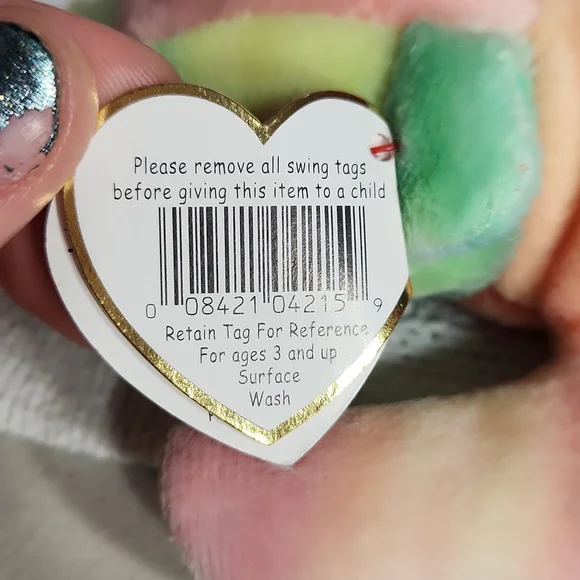 Please remove all swing tags
before giving this item to a child
0 08421 04215 9
Retain Tag For Reference
For ages 3 and up
Surface
Wash